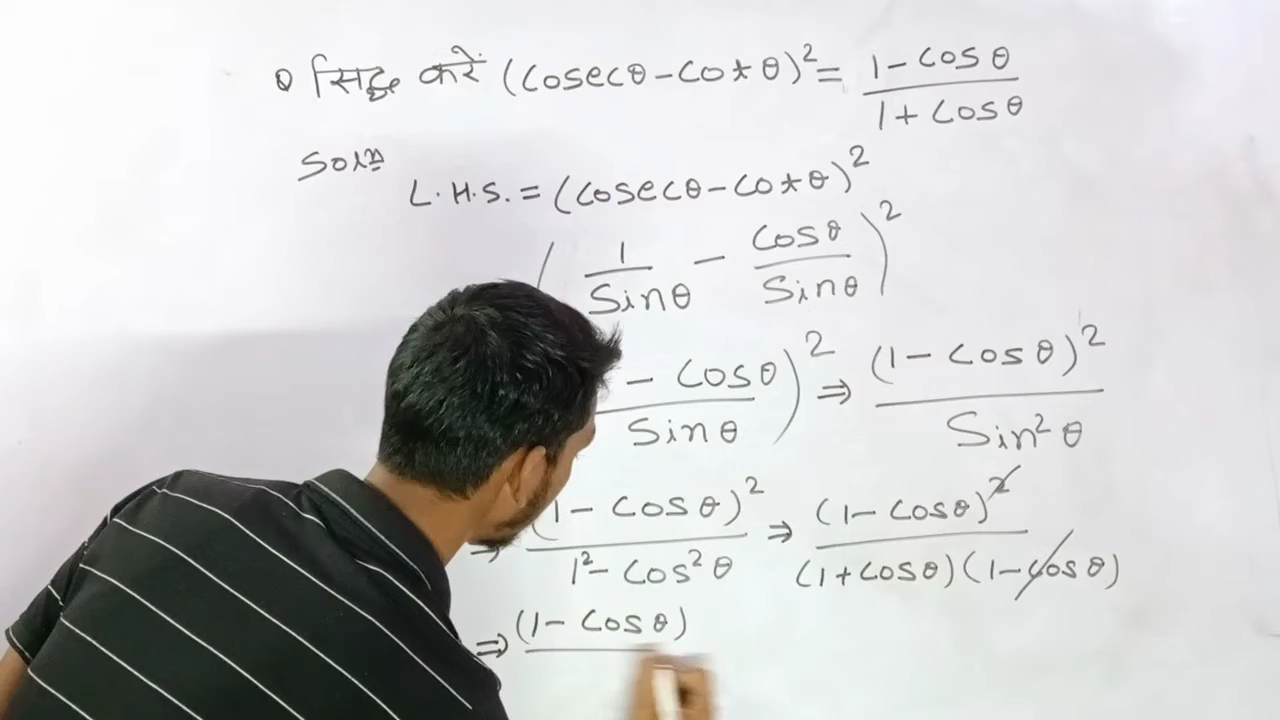 Q सिद्ध करें (Cosecθ - Cotθ)² = (1 - Cosθ)/(1 + Cosθ)
Solⁿ
L.H.S. = (Cosecθ - Cotθ)²
(1/Sinθ - Cosθ/Sinθ)²
- Cosθ/Sinθ)² ⇒ (1 - Cosθ)²/Sin²θ
⇒ (1 - Cosθ)²/1² - Cos²θ ⇒ (1 - Cosθ)²/(1 + Cosθ)(1 - Cosθ)
⇒ (1 - Cosθ)